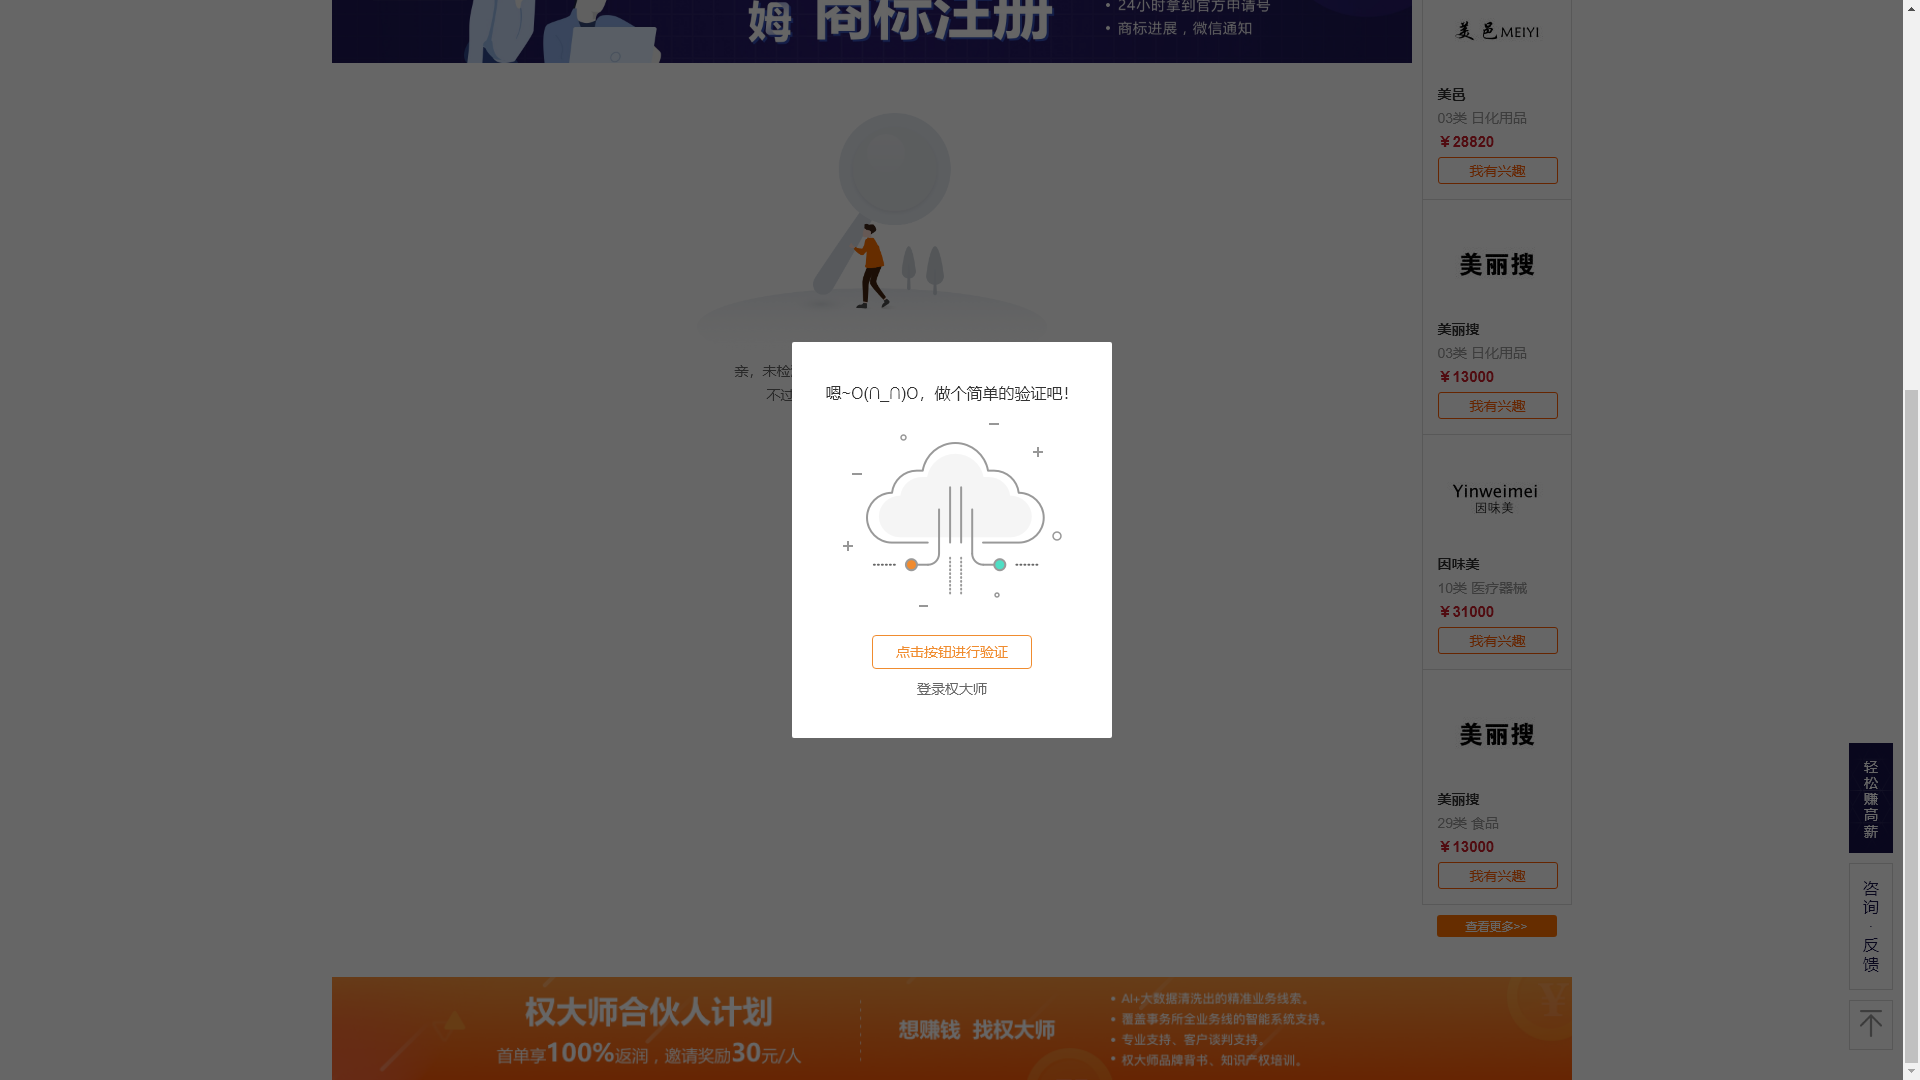 姆 商标注册
• 24小时拿到官方申请号
• 商标进展，微信通知
美邑MEIYI
美邑
03类 日化用品
￥28820
我有兴趣
美丽搜
美丽搜
03类 日化用品
￥13000
我有兴趣
Yinweimei
因味美
因味美
10类 医疗器械
￥31000
我有兴趣
美丽搜
美丽搜
29类 食品
￥13000
我有兴趣
查看更多>>
亲，未检
不过
嗯~O(∩_∩)O，做个简单的验证吧！
点击按钮进行验证
登录权大师
轻松赚高薪
咨询·反馈
权大师合伙人计划
首单享100%返润，邀请奖励30元/人
想赚钱 找权大师
• AI+大数据清洗出的精准业务线索。
• 覆盖事务所全业务线的智能系统支持。
• 专业支持、客户谈判支持。
• 权大师品牌背书、知识产权培训。